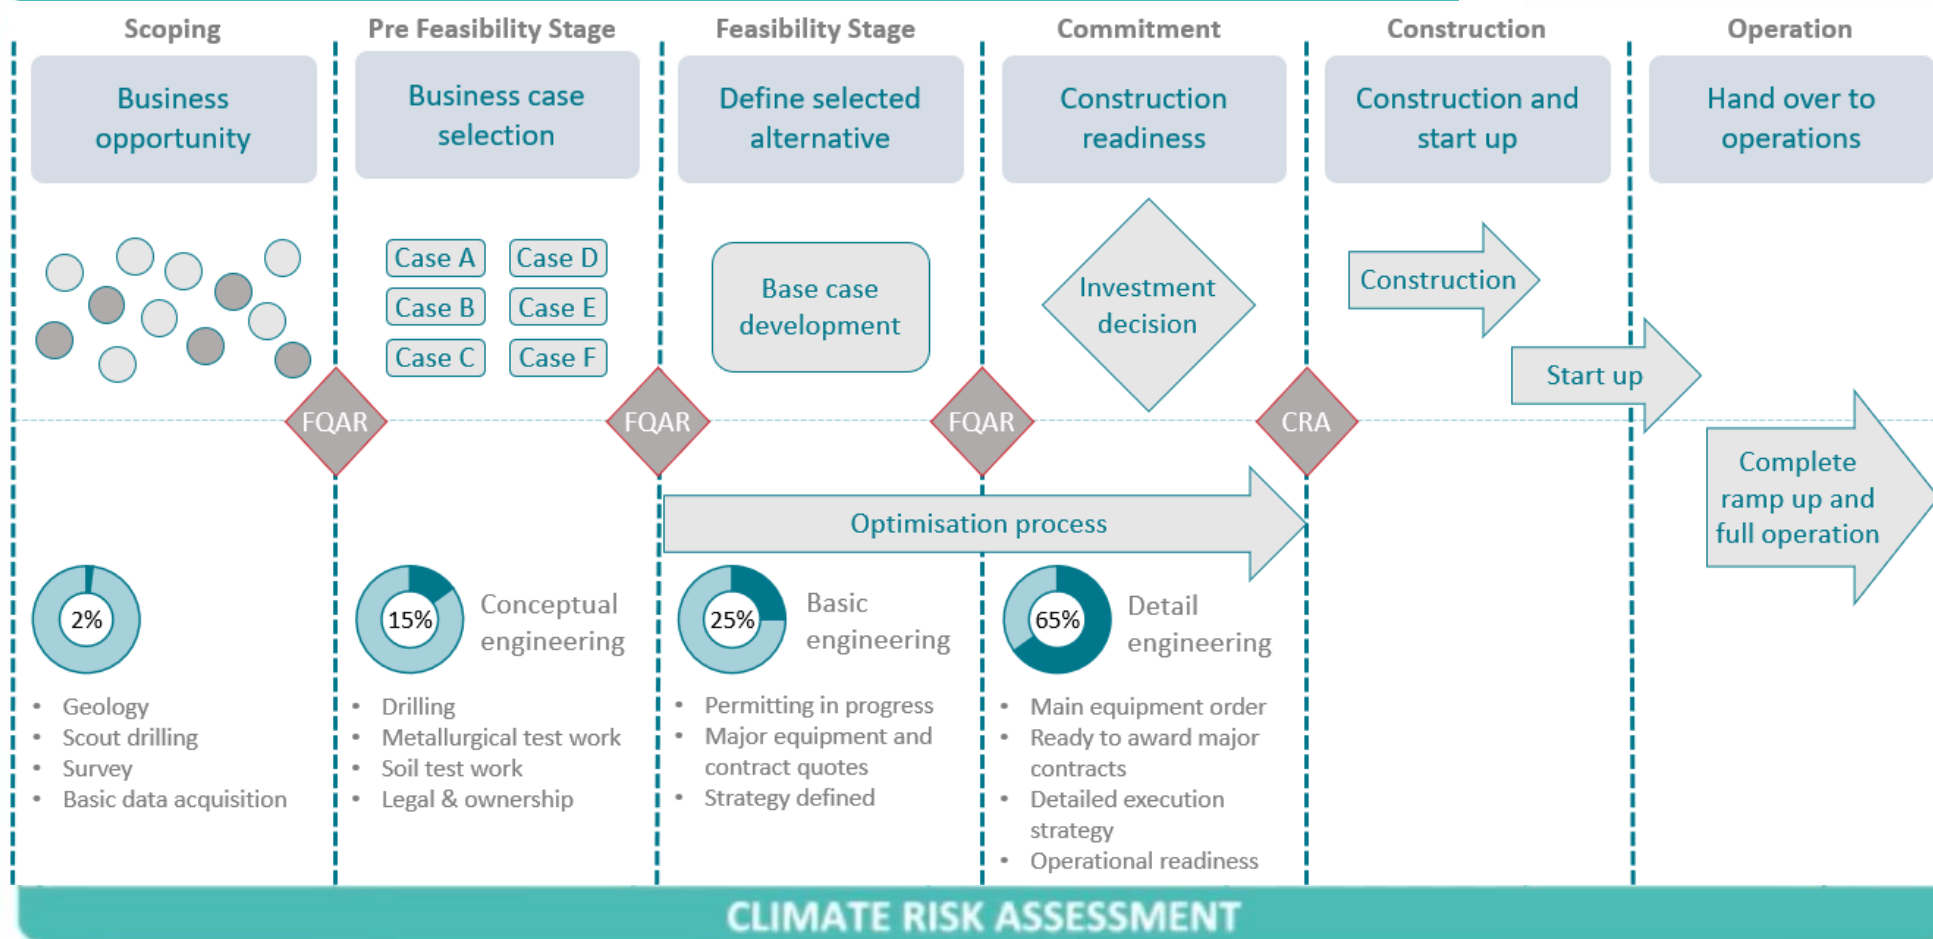 Scoping
Pre Feasibility Stage
Feasibility Stage
Commitment
Construction
Operation
Business
opportunity
Business case
selection
Define selected
alternative
Construction
readiness
Construction and
start up
Hand over to
operations
Case A
Case D
Case B
Case E
Case C
Case F
Base case
development
Investment
decision
Construction
Start up
FQAR
FQAR
FQAR
CRA
Complete
ramp up and
full operation
Optimisation process
2%
15%
Conceptual
engineering
25%
Basic
engineering
65%
Detail
engineering
• Geology
• Scout drilling
• Survey
• Basic data acquisition
• Drilling
• Metallurgical test work
• Soil test work
• Legal & ownership
• Permitting in progress
• Major equipment and
contract quotes
• Strategy defined
• Main equipment order
• Ready to award major
contracts
• Detailed execution
strategy
• Operational readiness
CLIMATE RISK ASSESSMENT